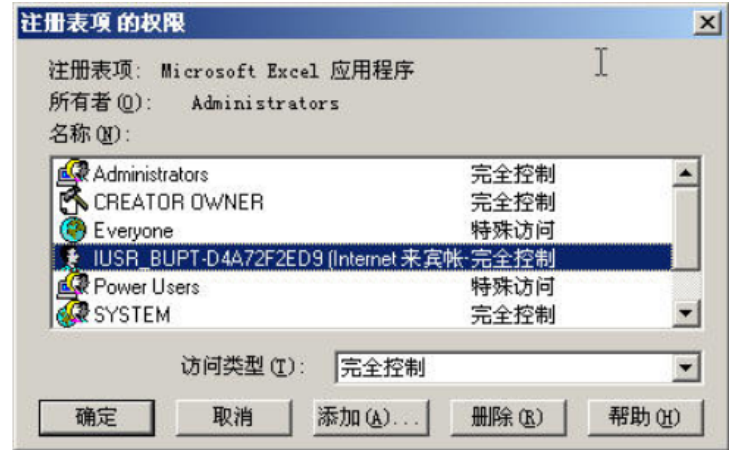 注册表项 的权限
注册表项: Microsoft Excel 应用程序
所有者(O): Administrators
名称(N):
Administrators 完全控制
CREATOR OWNER 完全控制
Everyone 特殊访问
IUSR_BUPT-D4A72F2ED9 (Internet 来宾帐 完全控制
Power Users 特殊访问
SYSTEM 完全控制
访问类型(T): 完全控制
确定 取消 添加(A)... 删除(R) 帮助(H)